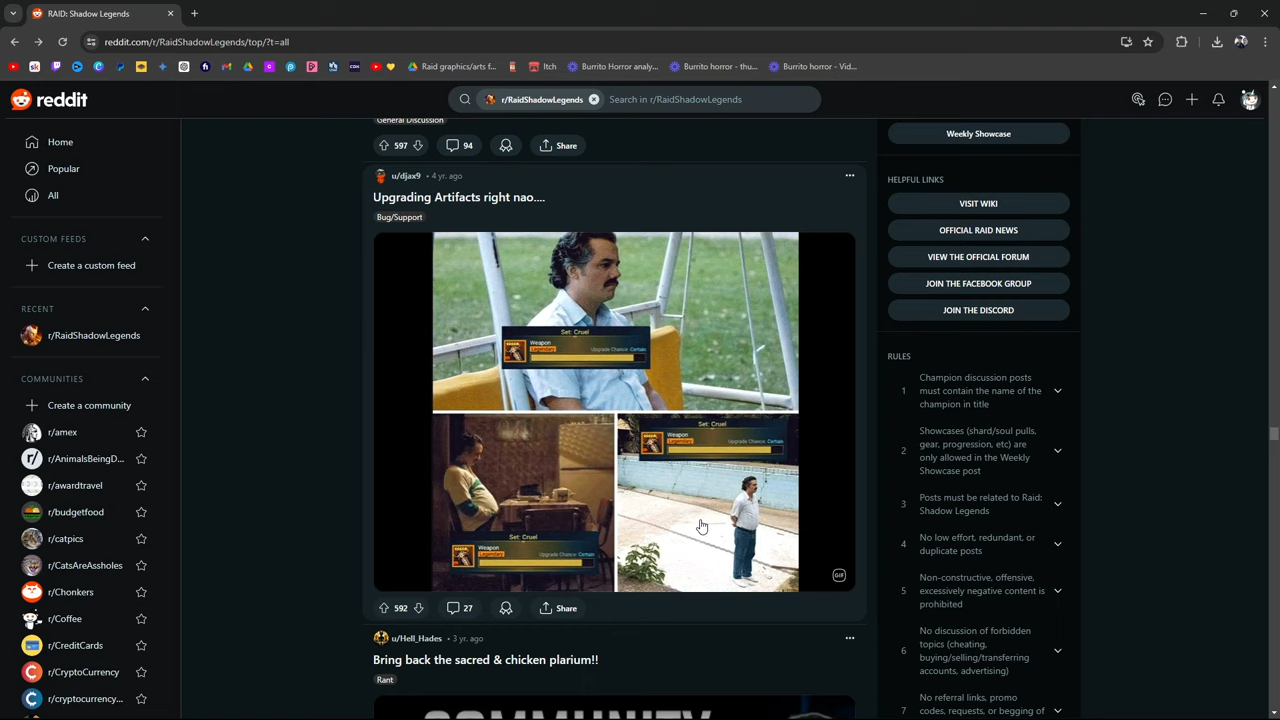 RAID: Shadow Legends
reddit.com/r/RaidShadowLegends/top/?t=all
Raid graphics/arts f...
Itch
Burrito Horror analy...
Burrito horror - thu...
Burrito horror - Vid...
reddit
r/RaidShadowLegends
Search in r/RaidShadowLegends
Home
Popular
All
CUSTOM FEEDS
Create a custom feed
RECENT
r/RaidShadowLegends
COMMUNITIES
Create a community
r/amex
r/AnimalsBeingD...
r/awardtravel
r/budgetfood
r/catpics
r/CatsAreAssholes
r/Chonkers
r/Coffee
r/CreditCards
r/CryptoCurrency
r/cryptocurrency...
General Discussion
597
94
Share
u/djax9 • 4 yr. ago
Upgrading Artifacts right nao....
Bug/Support
Set: Cruel
Weapon
Legendary
Upgrade Chance: Certain
Set: Cruel
Weapon
Legendary
Upgrade Chance: Certain
Set: Cruel
Weapon
Legendary
Upgrade Chance: Certain
GIF
592
27
Share
u/Hell_Hades • 3 yr. ago
Bring back the sacred & chicken plarium!!
Rant
COMMUNITY
Weekly Showcase
HELPFUL LINKS
VISIT WIKI
OFFICIAL RAID NEWS
VIEW THE OFFICIAL FORUM
JOIN THE FACEBOOK GROUP
JOIN THE DISCORD
RULES
1
Champion discussion posts
must contain the name of the
champion in title
2
Showcases (shard/soul pulls,
gear, progression, etc) are
only allowed in the Weekly
Showcase post
3
Posts must be related to Raid:
Shadow Legends
4
No low effort, redundant, or
duplicate posts
5
Non-constructive, offensive,
excessively negative content is
prohibited
6
No discussion of forbidden
topics (cheating,
buying/selling/transferring
accounts, advertising)
7
No referral links, promo
codes, requests, or begging of